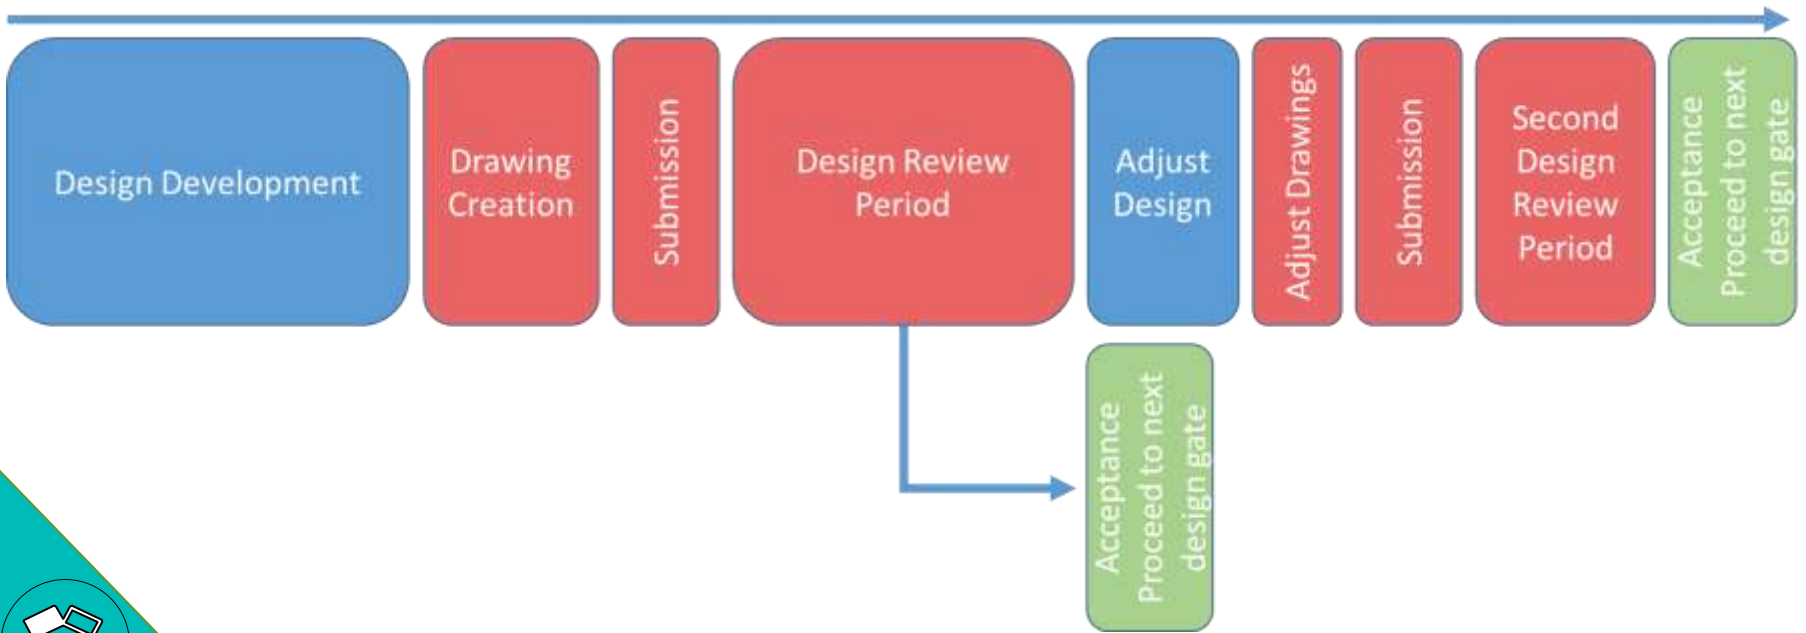 Design Development
Drawing
Creation
Submission
Design Review
Period
Adjust
Design
Adjust Drawings
Submission
Second
Design
Review
Period
Acceptance
Proceed to next
design gate
Acceptance
Proceed to next
design gate